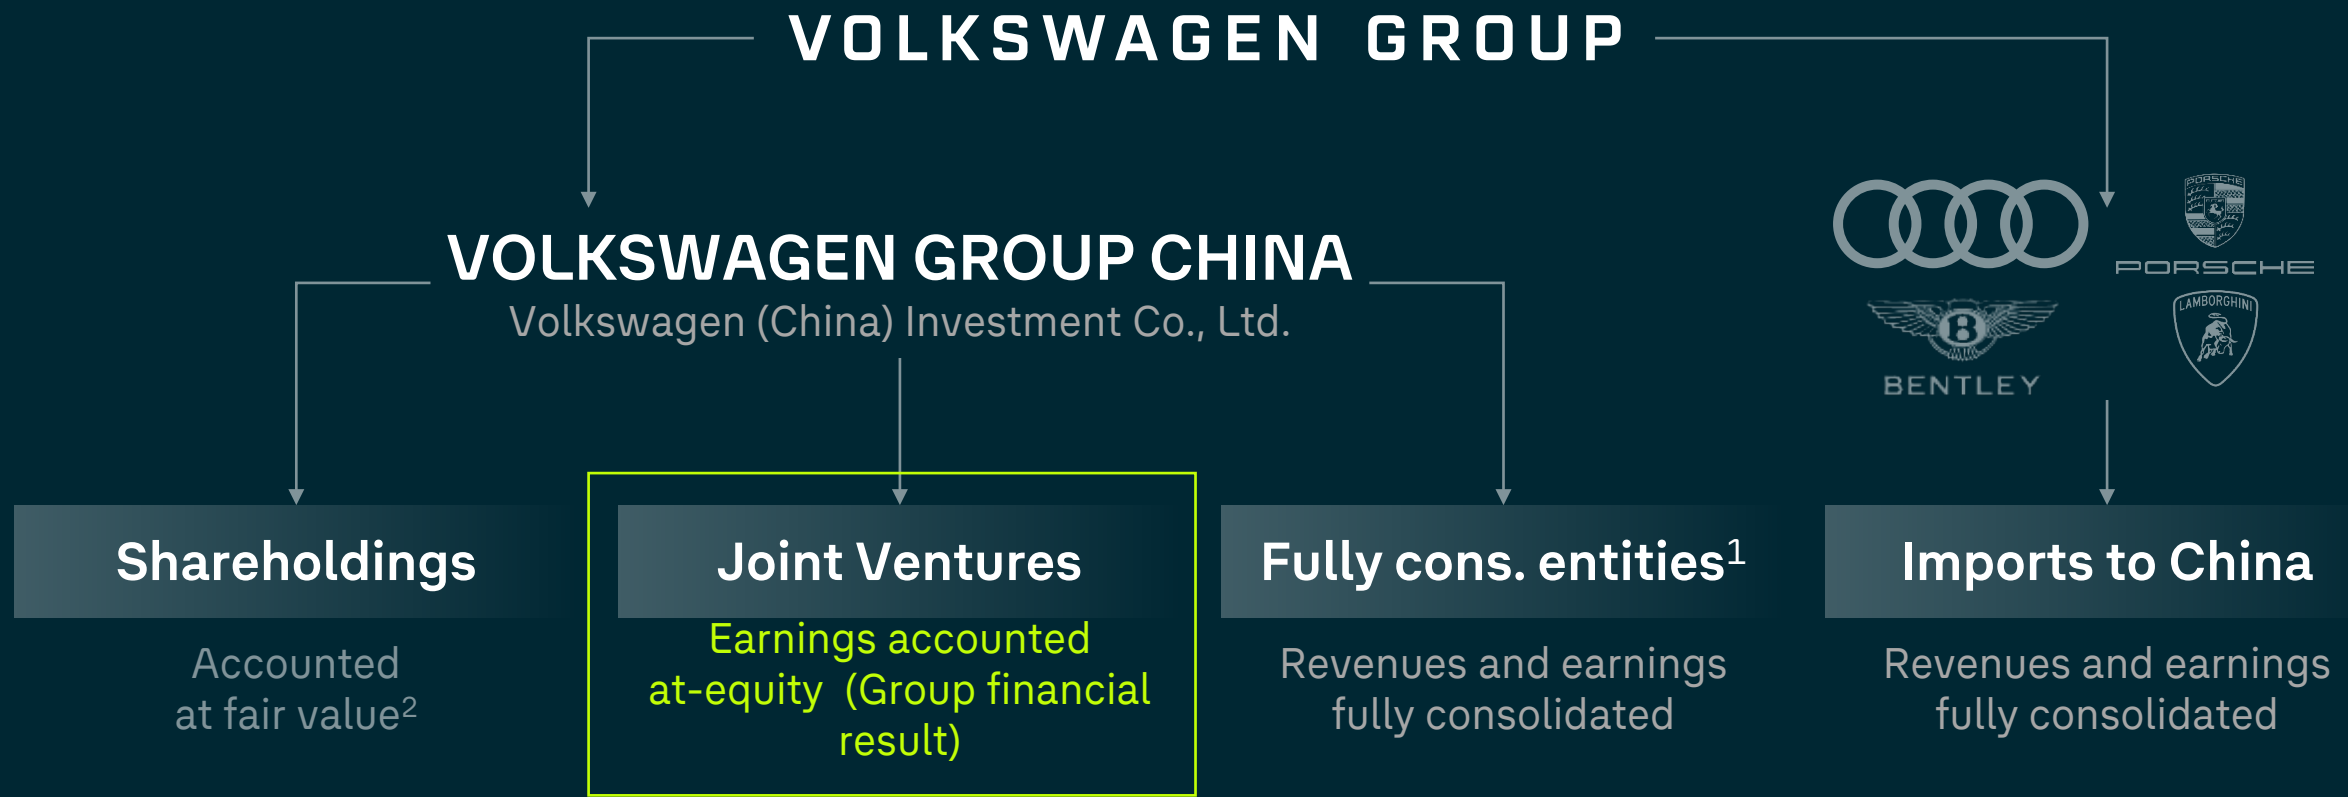 VOLKSWAGEN GROUP
VOLKSWAGEN GROUP CHINA
Volkswagen (China) Investment Co., Ltd.
PORSCHE
PORSCHE
LAMBORGHINI
B
BENTLEY
Shareholdings
Accounted
at fair value²
Joint Ventures
Earnings accounted
at-equity (Group financial
result)
Fully cons. entities¹
Revenues and earnings
fully consolidated
Imports to China
Revenues and earnings
fully consolidated